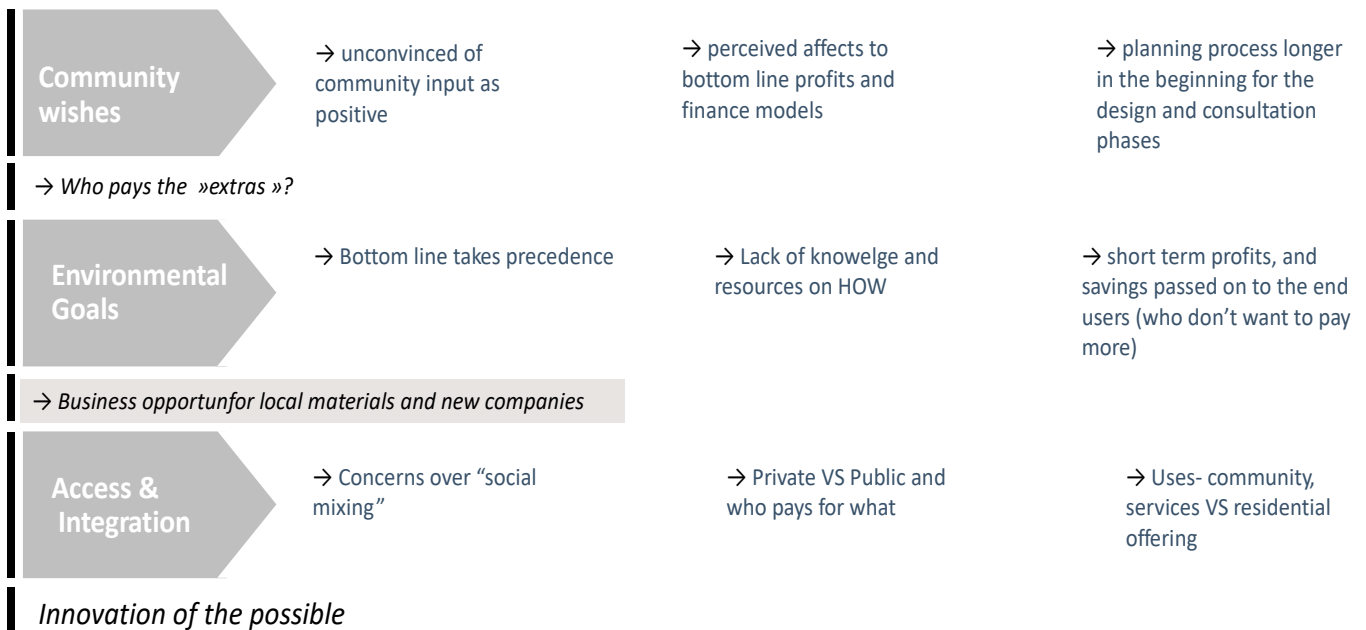 Community
wishes
→ unconvinced of
community input as
positive
→ perceived affects to
bottom line profits and
finance models
→ planning process longer
in the beginning for the
design and consultation
phases
→ Who pays the »extras »?
Environmental
Goals
→ Bottom line takes precedence
→ Lack of knowelge and
resources on HOW
→ short term profits, and
savings passed on to the end
users (who don’t want to pay
more)
→ Business opportunfor local materials and new companies
Access &
Integration
→ Concerns over “social
mixing”
→ Private VS Public and
who pays for what
→ Uses- community,
services VS residential
offering
Innovation of the possible